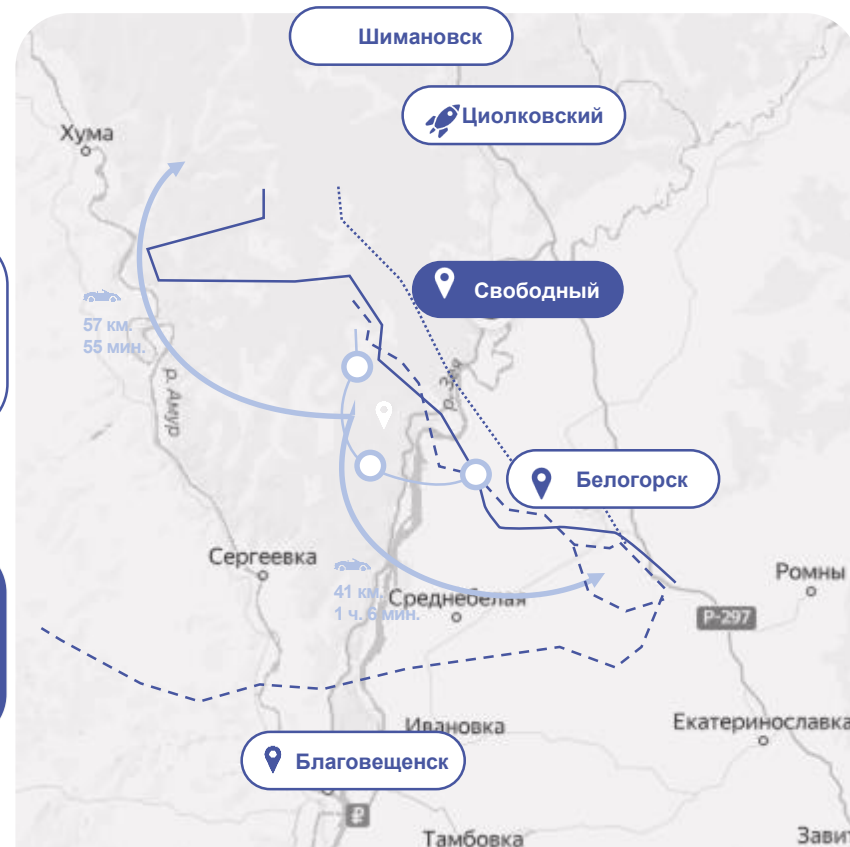 Шимановск
Циолковский
Хума
Свободный
57 км.
55 мин.
р. Зея
р. Амур
Белогорск
Сергеевка
41 км.
1 ч. 6 мин.
Среднебелая
Ромны
Р-297
Ивановка
Екатеринославка
Благовещенск
₽
Тамбовка
Завит